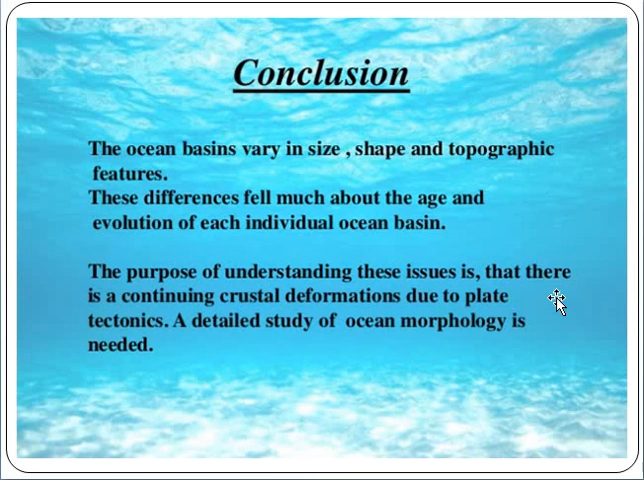 Conclusion
The ocean basins vary in size , shape and topographic
features.
These differences fell much about the age and
evolution of each individual ocean basin.
The purpose of understanding these issues is, that there
is a continuing crustal deformations due to plate
tectonics. A detailed study of ocean morphology is
needed.